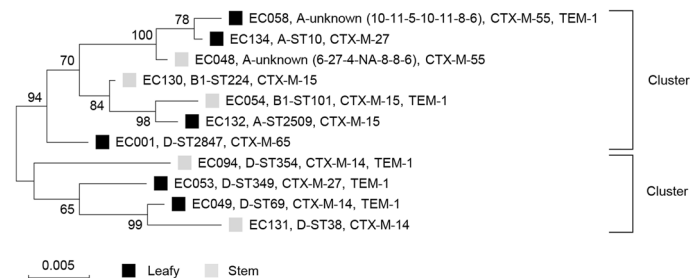 78
EC058, A-unknown (10-11-5-10-11-8-6), CTX-M-55, TEM-1
100
EC134, A-ST10, CTX-M-27
EC048, A-unknown (6-27-4-NA-8-8-6), CTX-M-55
70
EC130, B1-ST224, CTX-M-15
Cluster
84
EC054, B1-ST101, CTX-M-15, TEM-1
94
98
EC132, A-ST2509, CTX-M-15
EC001, D-ST2847, CTX-M-65
EC094, D-ST354, CTX-M-14, TEM-1
EC053, D-ST349, CTX-M-27, TEM-1
Cluster
65
EC049, D-ST69, CTX-M-14, TEM-1
99
EC131, D-ST38, CTX-M-14
0.005
Leafy
Stem